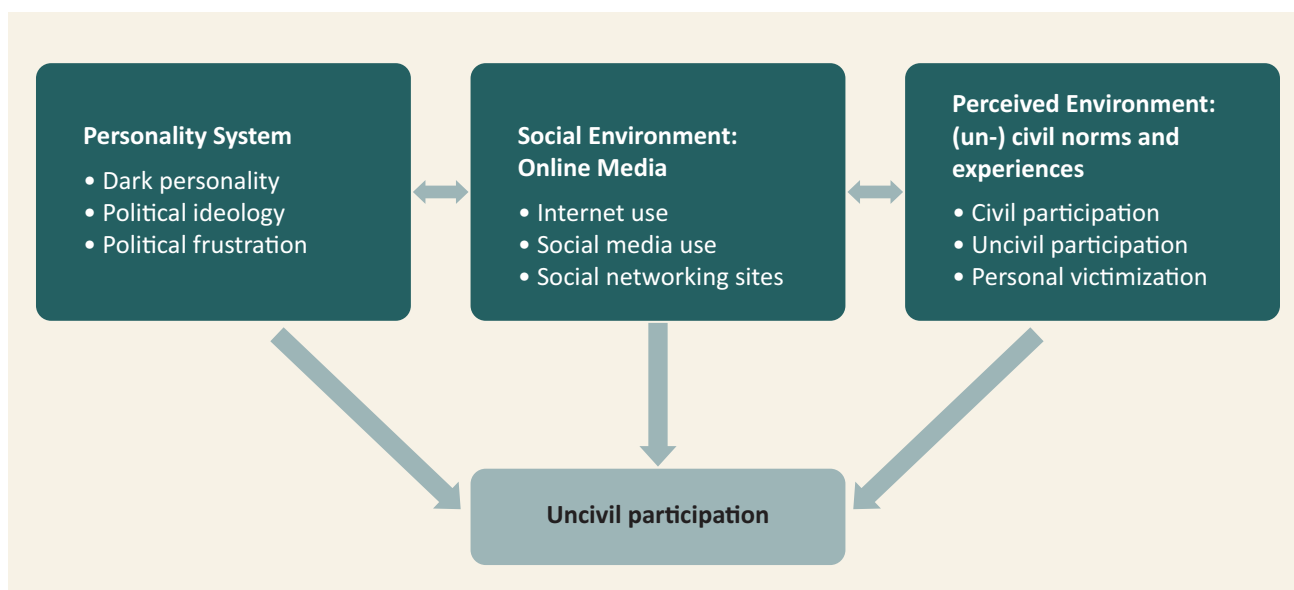 Personality System
• Dark personality
• Political ideology
• Political frustration
Social Environment:
Online Media
• Internet use
• Social media use
• Social networking sites
Perceived Environment:
(un-) civil norms and
experiences
• Civil participation
• Uncivil participation
• Personal victimization
Uncivil participation